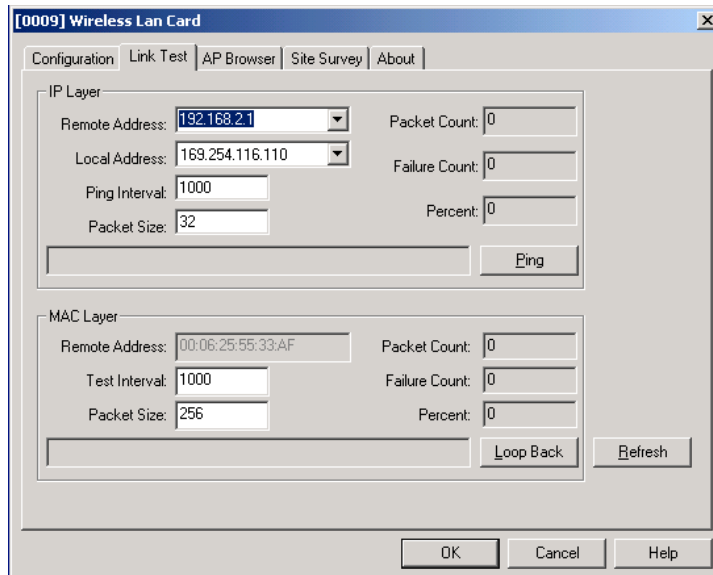 [0009] Wireless Lan Card
Configuration Link Test AP Browser Site Survey About
IP Layer
Remote Address: 192.168.2.1 Packet Count: 0
Local Address: 169.254.116.110 Failure Count: 0
Ping Interval: 1000
Percent: 0
Packet Size: 32
Ping
MAC Layer
Remote Address: 00:06:25:55:33:AF Packet Count: 0
Test Interval: 1000 Failure Count: 0
Packet Size: 256 Percent: 0
Loop Back Refresh
OK Cancel Help